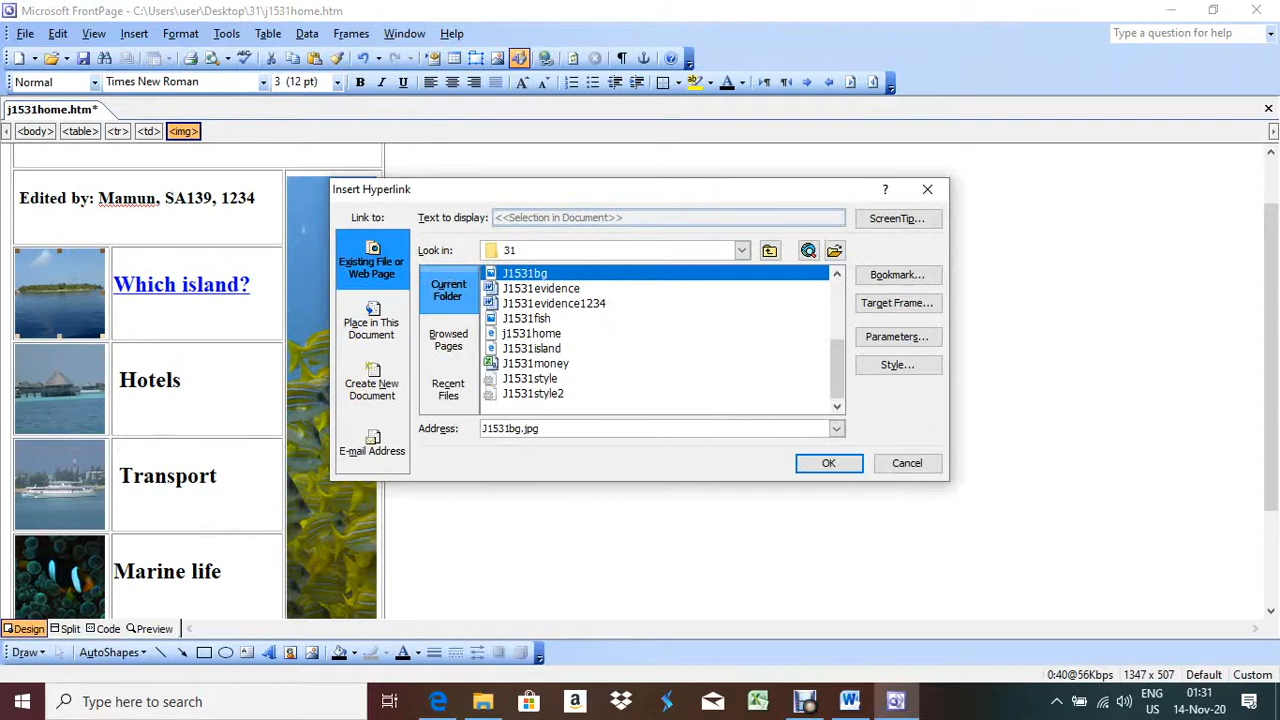 Microsoft FrontPage - C:\Users\user\Desktop\31\j1531home.htm
File Edit View Insert Format Tools Table Data Frames Window Help
Type a question for help
Normal Times New Roman 3 (12 pt)
j1531home.htm*
<body> <table> <tr> <td> <img>
Edited by: Mamun, SA139, 1234
Which island?
Hotels
Transport
Marine life
Insert Hyperlink
Link to:
Text to display: <<Selection in Document>>
ScreenTip...
Existing File or
Web Page
Place in This
Document
Create New
Document
E-mail Address
Look in: 31
Current
Folder
Browsed
Pages
Recent
Files
J1531bg
J1531evidence
J1531evidence1234
J1531fish
j1531home
J1531island
J1531money
J1531style
J1531style2
Bookmark...
Target Frame...
Parameters...
Style...
Address: J1531bg.jpg
OK Cancel
Design Split Code Preview
Draw AutoShapes
0:40@56Kbps 1347 x 507 Default Custom
Type here to search
ENG
US
01:31
14-Nov-20